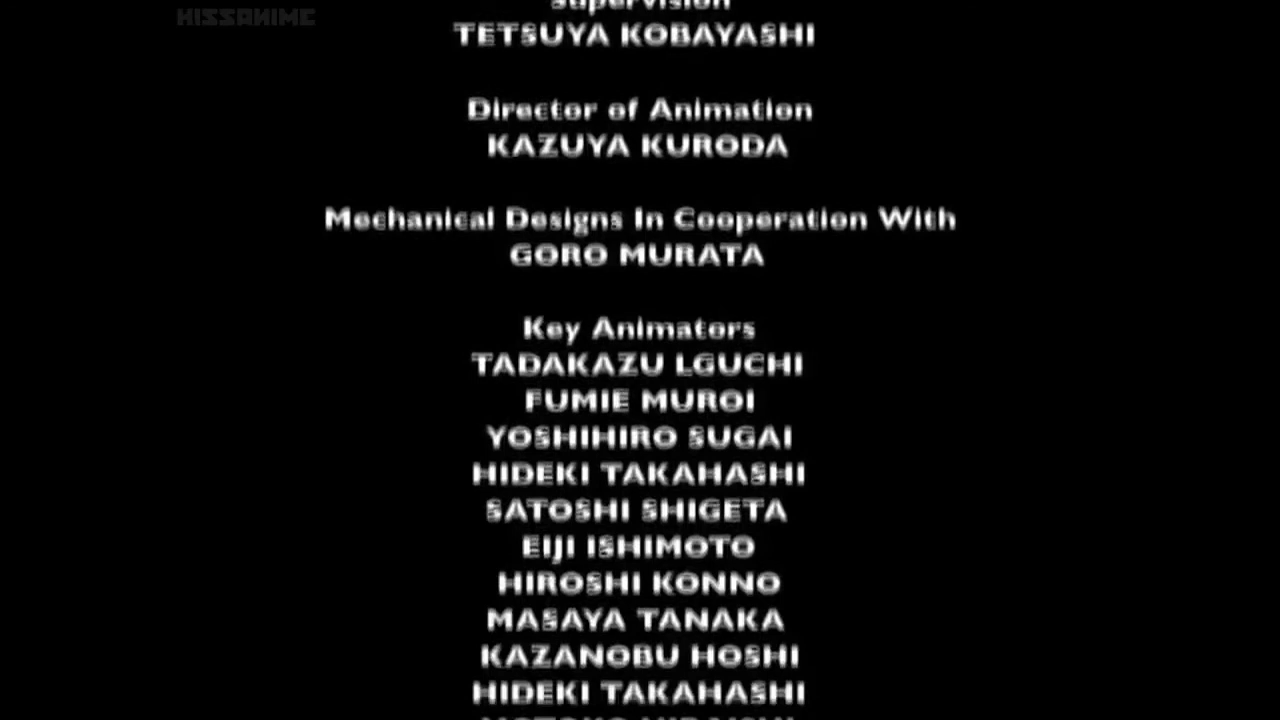 HISSANIME
Supervision
TETSUYA KOBAYASHI
Director of Animation
KAZUYA KURODA
Mechanical Designs In Cooperation With
GORO MURATA
Key Animators
TADAKAZU LGUCHI
FUMIE MUROI
YOSHIHIRO SUGAI
HIDEKI TAKAHASHI
SATOSHI SHIGETA
EIJI ISHIMOTO
HIROSHI KONNO
MASAYA TANAKA
KAZANOBU HOSHI
HIDEKI TAKAHASHI